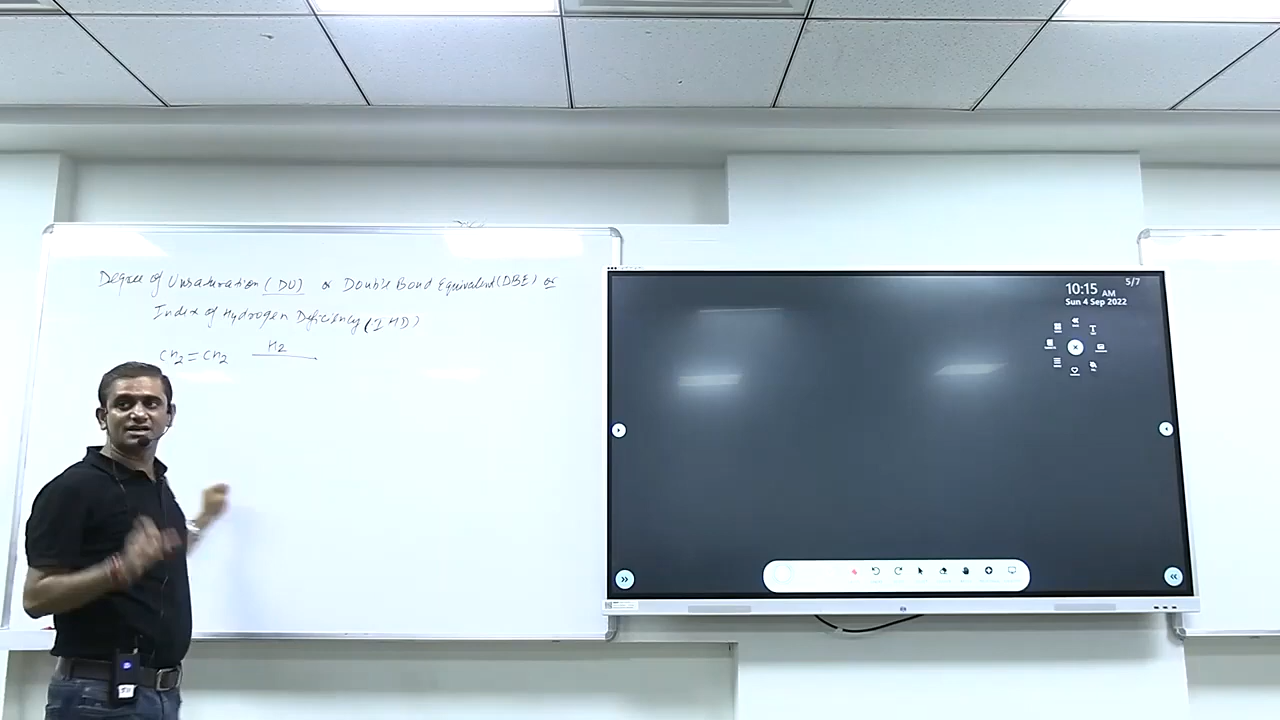 Degree of Unsaturation (DU) or Double Bond Equivalent (DBE) or
Index of Hydrogen Deficiency (IHD)
CH2=CH2 H2
5/7
10:15 AM
Sun 4 Sep 2022